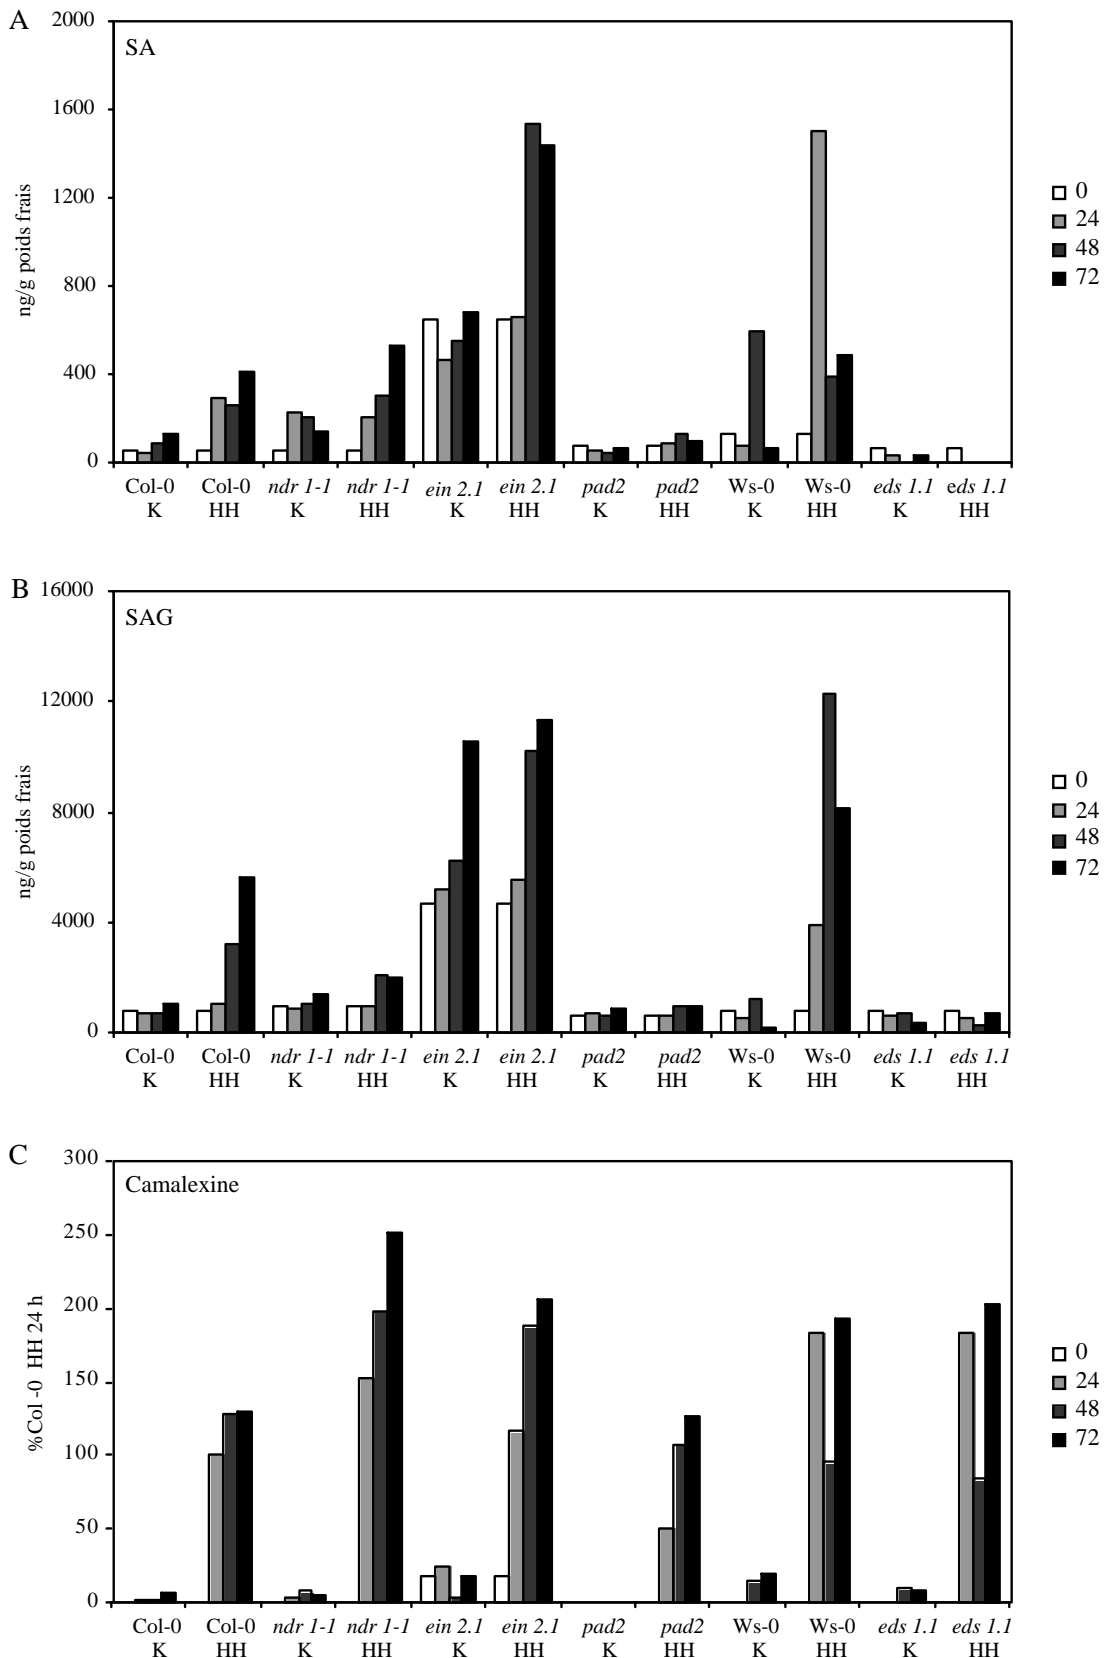 A
SA
ng/g poids frais
2000
1600
1200
800
400
0
Col-0 Col-0 ndr 1-1 ndr 1-1 ein 2.1 ein 2.1 pad2 pad2 Ws-0 Ws-0 eds 1.1 eds 1.1
K HH K HH K HH K HH K HH K HH
0
24
48
72
B
SAG
ng/g poids frais
16000
12000
8000
4000
0
Col-0 Col-0 ndr 1-1 ndr 1-1 ein 2.1 ein 2.1 pad2 pad2 Ws-0 Ws-0 eds 1.1 eds 1.1
K HH K HH K HH K HH K HH K HH
0
24
48
72
C
Camalexine
%Col -0 HH 24 h
300
250
200
150
100
50
0
Col-0 Col-0 ndr 1-1 ndr 1-1 ein 2.1 ein 2.1 pad2 pad2 Ws-0 Ws-0 eds 1.1 eds 1.1
K HH K HH K HH K HH K HH K HH
0
24
48
72